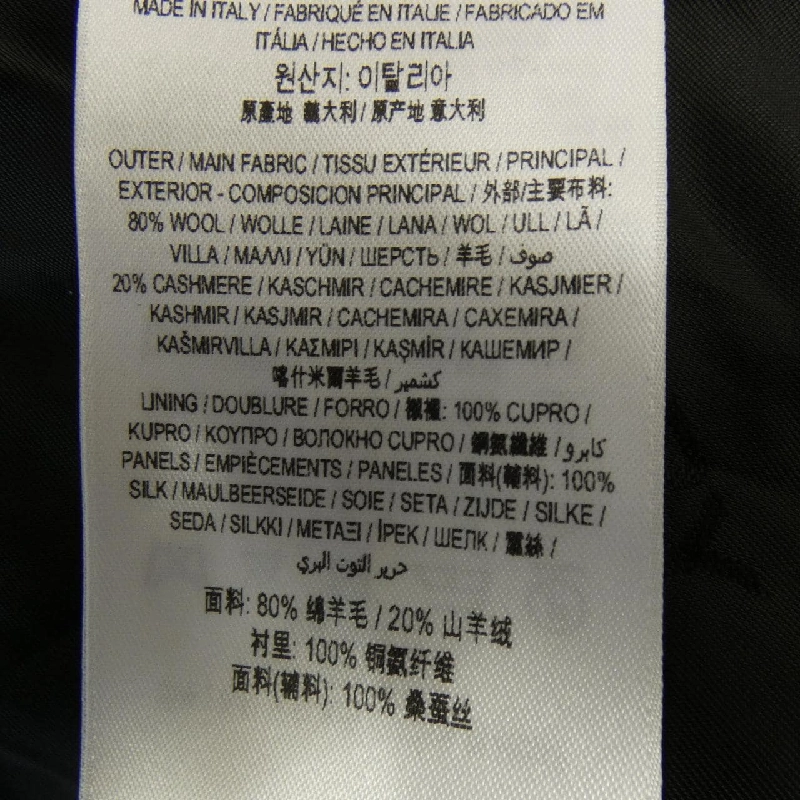 MADE IN ITALY / FABRIQUÉ EN ITALIE / FABRICADO EM
ITÁLIA / HECHO EN ITALIA
원산지: 이탈리아
原產地 義大利 / 原产地 意大利
OUTER / MAIN FABRIC / TISSU EXTÉRIEUR / PRINCIPAL /
EXTERIOR - COMPOSICION PRINCIPAL / 外部/主要布料:
80% WOOL / WOLLE / LAINE / LANA / WOL / ULL / LÃ /
VILLA / ΜΑΛΛΙ / YÜN / ШЕРСТЬ / 羊毛 / صوف
20% CASHMERE / KASCHMIR / CACHEMIRE / KASJMIER /
KASHMIR / KASJMIR / CACHEMIRA / CAXEMIRA /
KAŠMIRVILLA / ΚΑΣΜΙΡΙ / KAŞMİR / КАШЕМИР /
喀什米爾羊毛 / كشمير
LINING / DOUBLURE / FORRO / 襯裡: 100% CUPRO /
KUPRO / ΚΟΥΠΡΟ / ВОЛОКНО CUPRO / 銅氨纖維 / كابرو
PANELS / EMPIÈCEMENTS / PANELES / 面料(輔料): 100%
SILK / MAULBEERSEIDE / SOIE / SETA / ZIJDE / SILKE /
SEDA / SILKKI / ΜΕΤΑΞΙ / İPEK / ШЕЛК / 蠶絲 /
حرير التوت البري
面料: 80% 绵羊毛 / 20% 山羊绒
衬里: 100% 铜氨纤维
面料(辅料): 100% 桑蚕丝